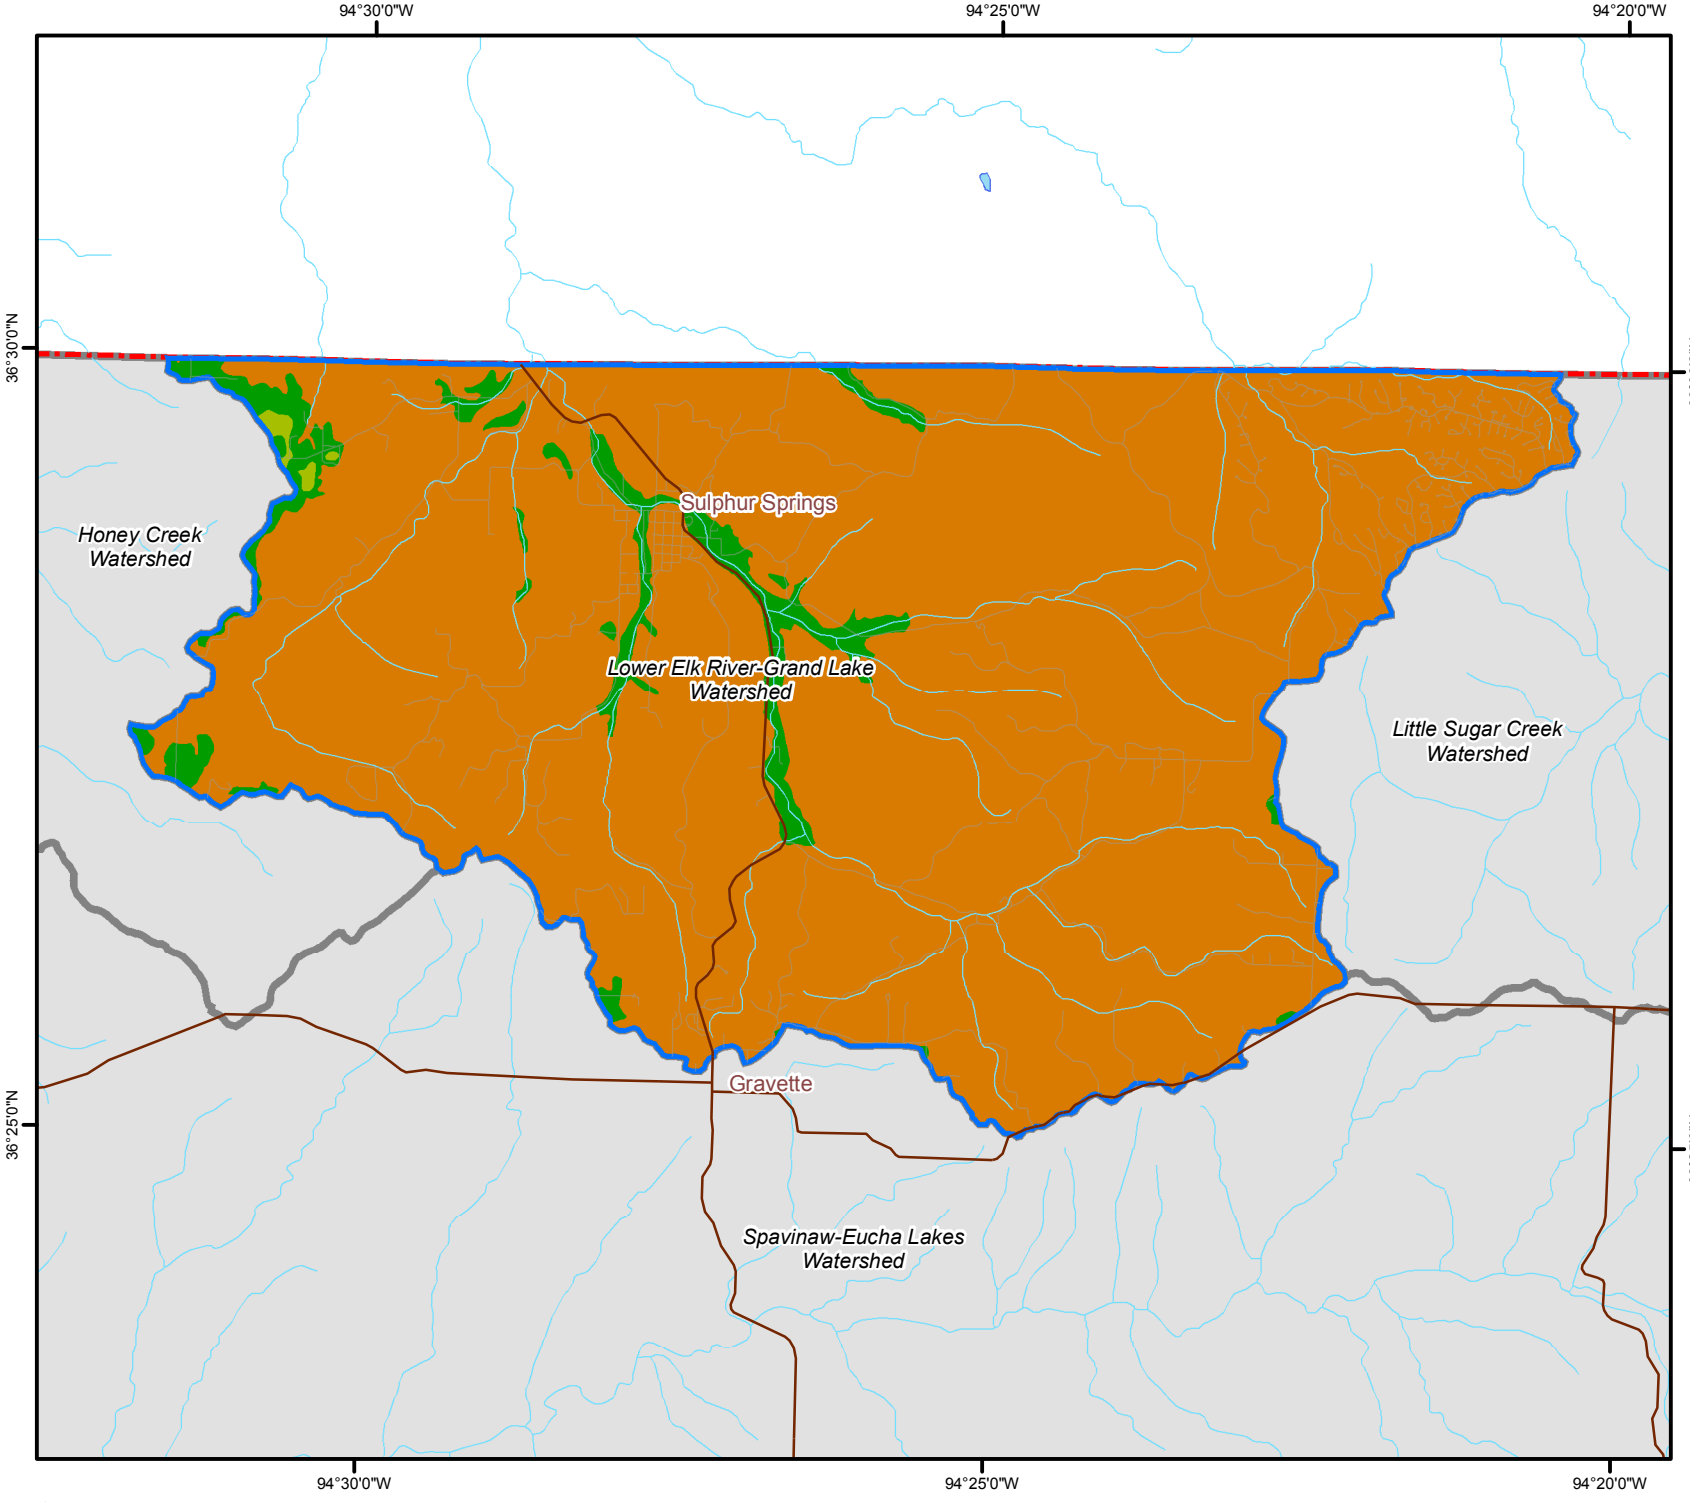 94°30'0"W
94°25'0"W
94°20'0"W
36°30'0"N
Sulphur Springs
Honey Creek
Watershed
Lower Elk River-Grand Lake
Watershed
Little Sugar Creek
Watershed
Gravette
36°25'0"N
Spavinaw-Eucha Lakes
Watershed
94°30'0"W
94°25'0"W
94°20'0"W